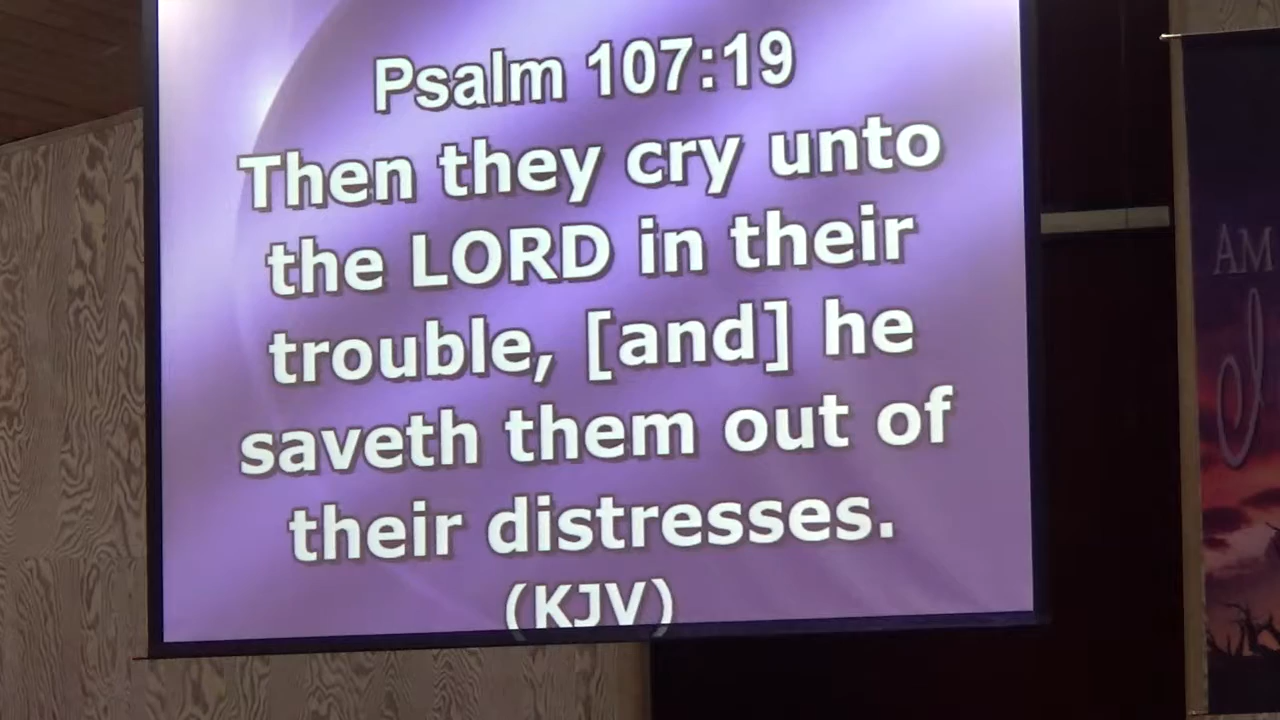 Psalm 107:19
Then they cry unto
the LORD in their
trouble, [and] he
saveth them out of
their distresses.
(KJV)
AM